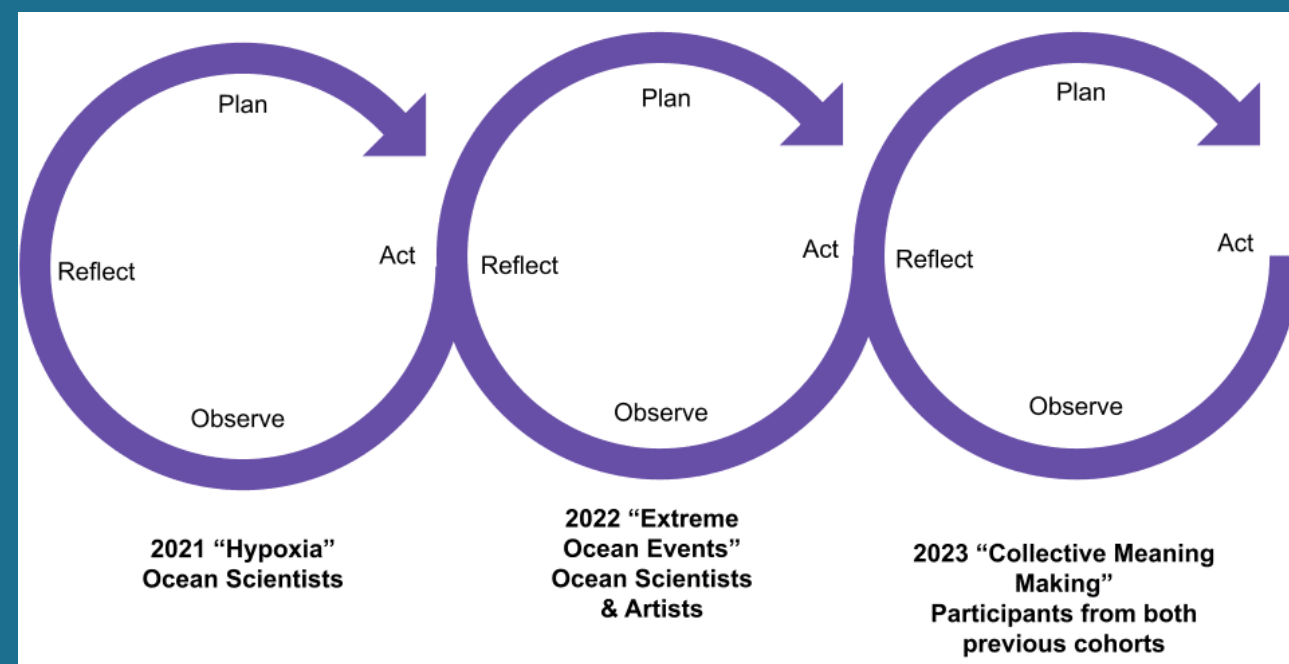 Plan
Act
Reflect
Observe
2021 “Hypoxia”
Ocean Scientists
Plan
Act
Reflect
Observe
2022 “Extreme
Ocean Events”
Ocean Scientists
& Artists
Plan
Act
Reflect
Observe
2023 “Collective Meaning
Making”
Participants from both
previous cohorts